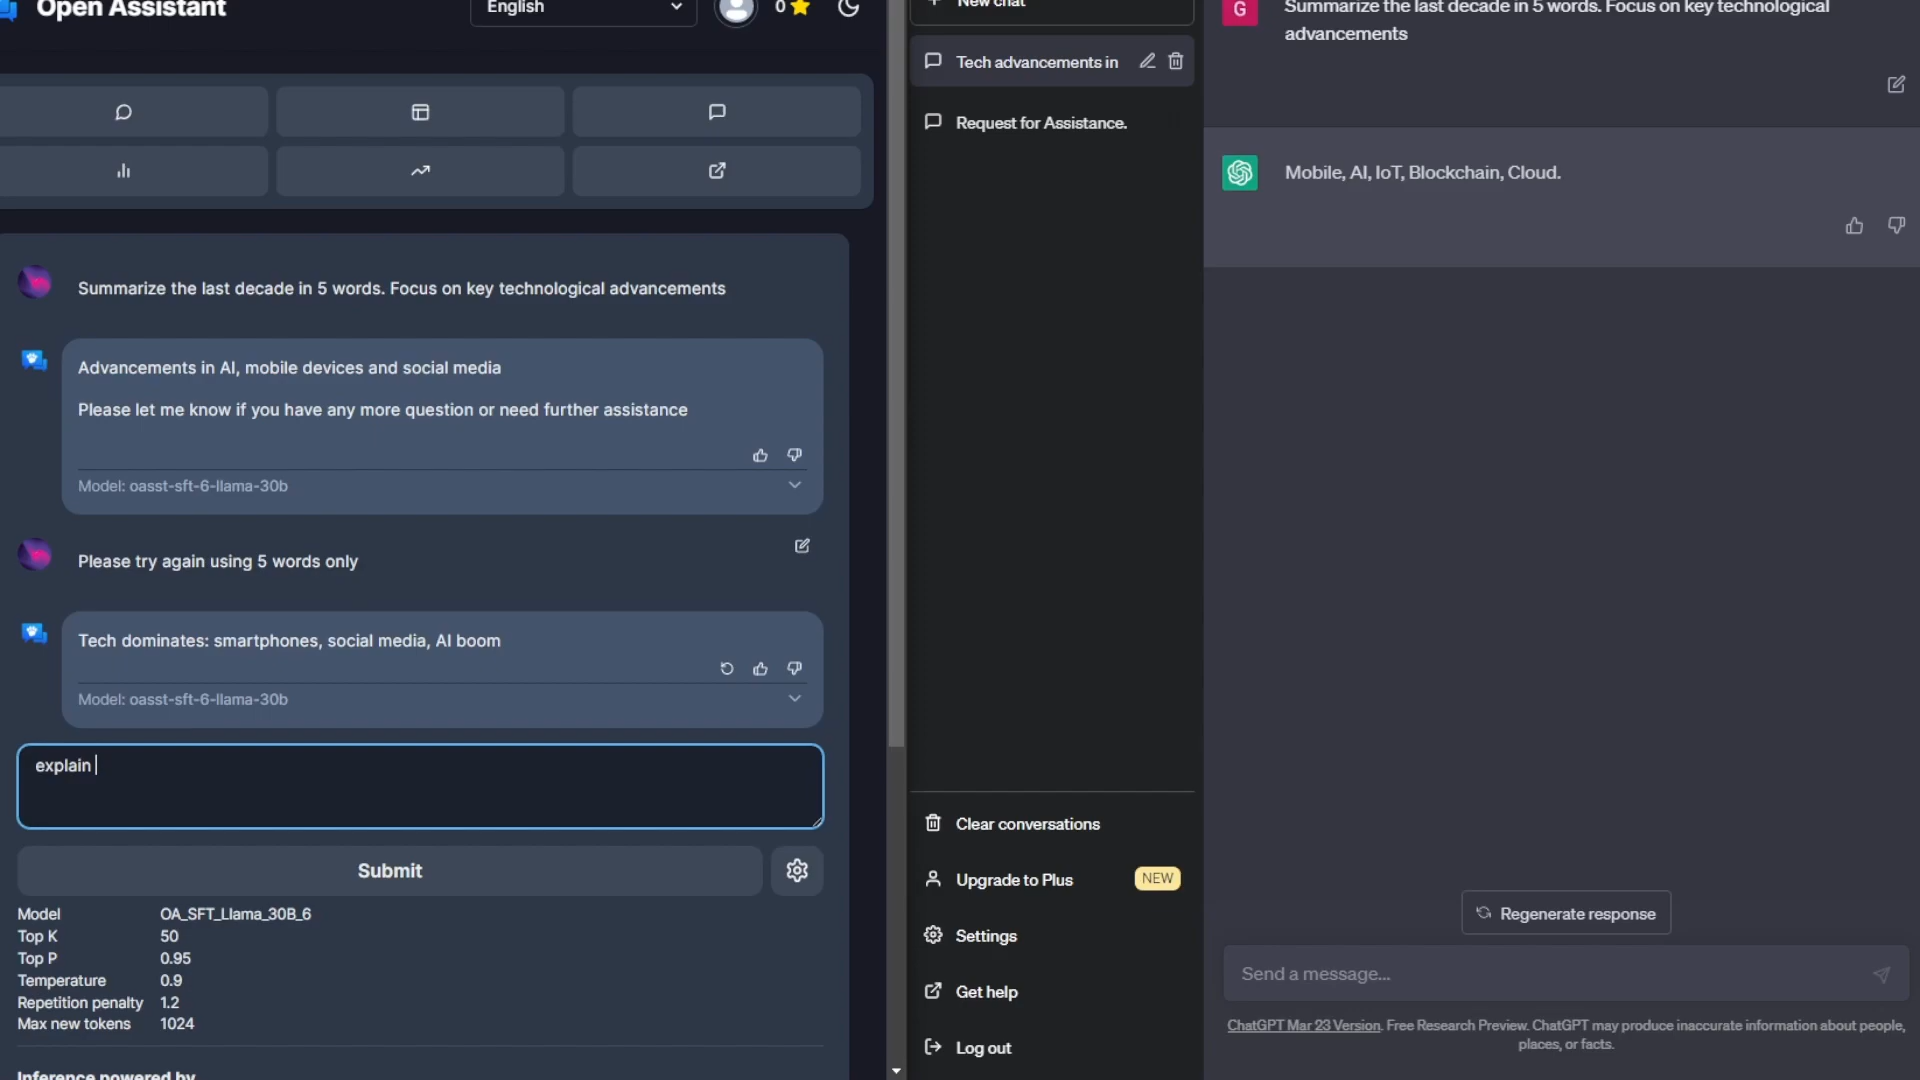 Open Assistant
English
0
Summarize the last decade in 5 words. Focus on key technological advancements
Advancements in AI, mobile devices and social media
Please let me know if you have any more question or need further assistance
Model: oasst-sft-6-llama-30b
Please try again using 5 words only
Tech dominates: smartphones, social media, AI boom
Model: oasst-sft-6-llama-30b
explain
Submit
Model OA_SFT_Llama_30B_6
Top K 50
Top P 0.95
Temperature 0.9
Repetition penalty 1.2
Max new tokens 1024
Inference powered by
New chat
Tech advancements in
Request for Assistance.
Clear conversations
Upgrade to Plus NEW
Settings
Get help
Log out
G
Summarize the last decade in 5 words. Focus on key technological
advancements
Mobile, AI, IoT, Blockchain, Cloud.
Regenerate response
Send a message...
ChatGPT Mar 23 Version. Free Research Preview. ChatGPT may produce inaccurate information about people,
places, or facts.